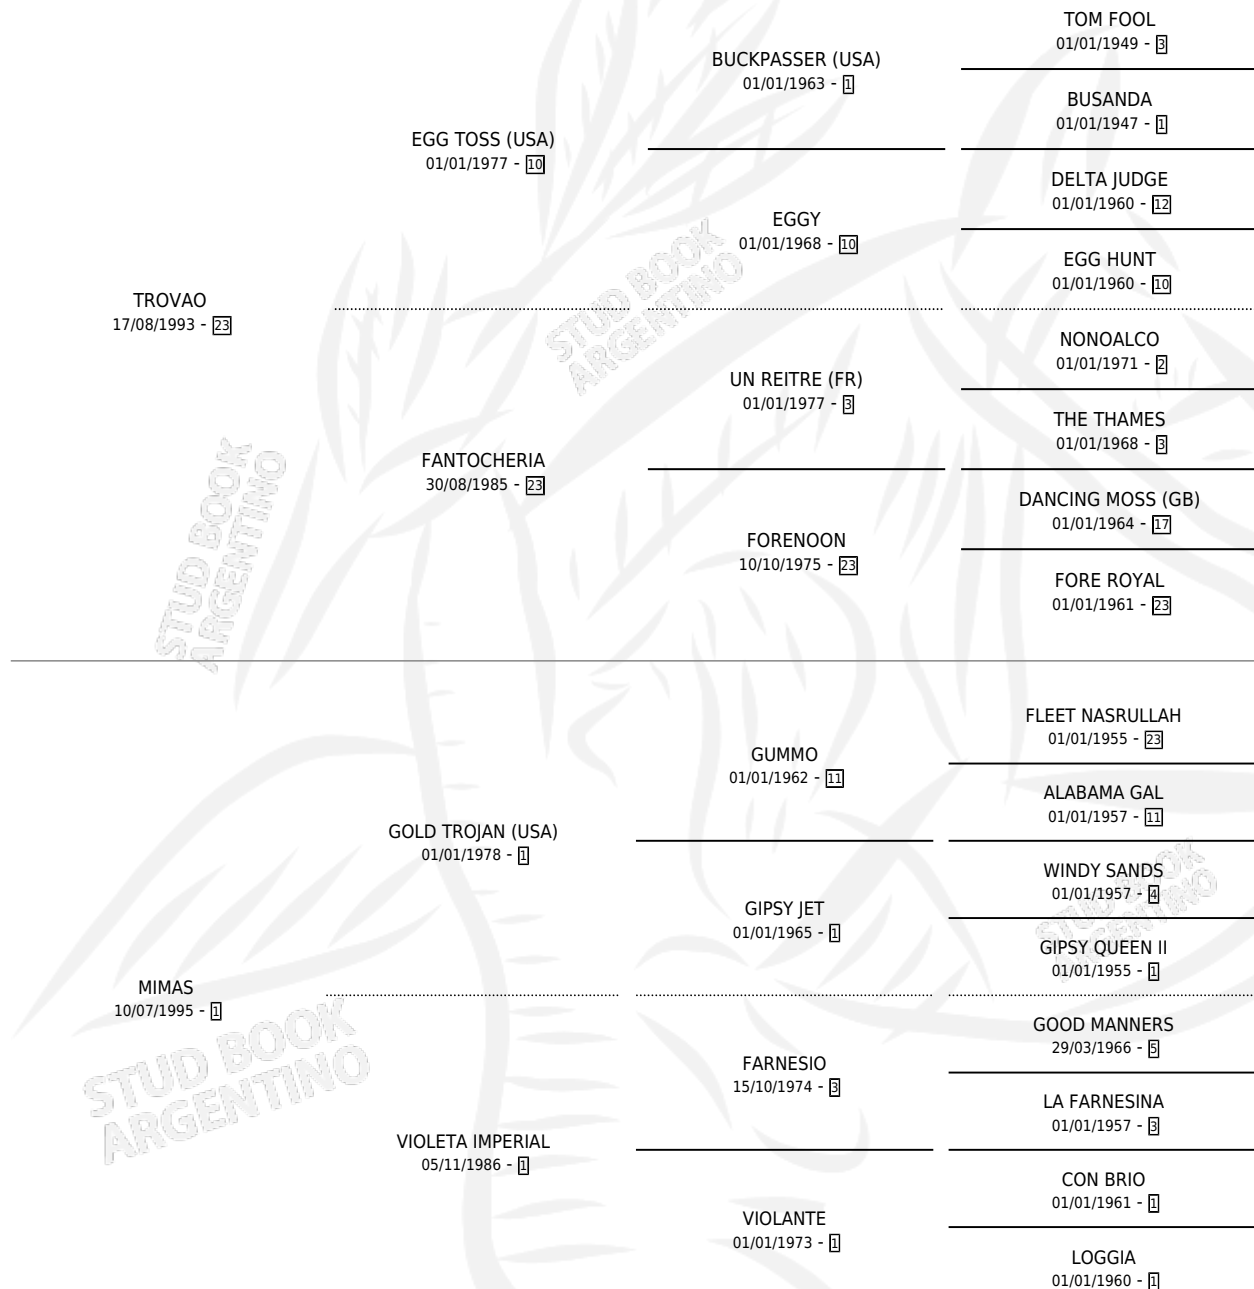 TOM FOOL
01/01/1949 - 3
BUCKPASSER (USA)
01/01/1963 - 1
BUSANDA
01/01/1947 - 1
EGG TOSS (USA)
01/01/1977 - 10
DELTA JUDGE
01/01/1960 - 12
EGGY
01/01/1968 - 10
EGG HUNT
01/01/1960 - 10
TROVAO
17/08/1993 - 23
NONOALCO
01/01/1971 - 2
UN REITRE (FR)
01/01/1977 - 3
THE THAMES
01/01/1968 - 3
FANTOCHERIA
30/08/1985 - 23
DANCING MOSS (GB)
01/01/1964 - 17
FORENOON
10/10/1975 - 23
FORE ROYAL
01/01/1961 - 23
FLEET NASRULLAH
01/01/1955 - 23
GUMMO
01/01/1962 - 11
ALABAMA GAL
01/01/1957 - 11
GOLD TROJAN (USA)
01/01/1978 - 1
WINDY SANDS
01/01/1957 - 4
GIPSY JET
01/01/1965 - 1
GIPSY QUEEN II
01/01/1955 - 1
MIMAS
10/07/1995 - 1
GOOD MANNERS
29/03/1966 - 5
FARNESIO
15/10/1974 - 3
LA FARNESINA
01/01/1957 - 3
VIOLETA IMPERIAL
05/11/1986 - 1
CON BRIO
01/01/1961 - 1
VIOLANTE
01/01/1973 - 1
LOGGIA
01/01/1960 - 1
STUD BOOK
ARGENTINO
STUD BOOK
ARGENTINO
STUD BOOK
ARGENTINO
STUD BOOK
ARGENTINO